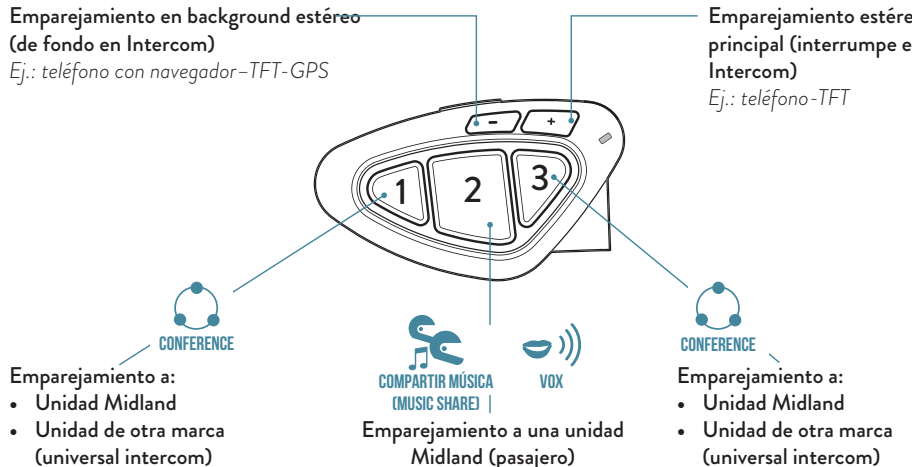 Emparejamiento en background estéreo
(de fondo en Intercom)
Ej.: teléfono con navegador–TFT-GPS
Emparejamiento estére
principal (interrumpe e
Intercom)
Ej.: teléfono-TFT
- +
1 2 3
CONFERENCE
COMPARTIR MÚSICA
(MUSIC SHARE)
VOX
CONFERENCE
Emparejamiento a:
• Unidad Midland
• Unidad de otra marca
(universal intercom)
Emparejamiento a una unidad
Midland (pasajero)
Emparejamiento a:
• Unidad Midland
• Unidad de otra marca
(universal intercom)